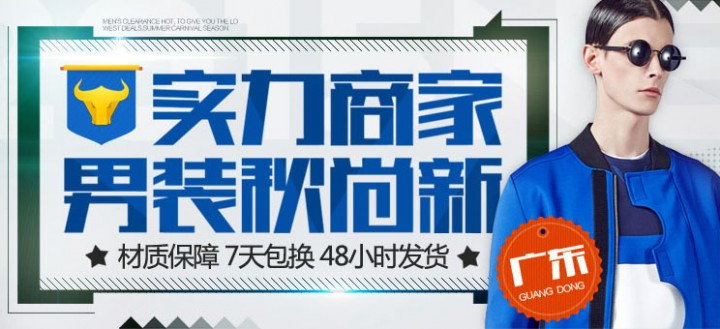 MEN'S CLEARANCE HOT, TO GIVE YOU THE LO
WEST DEALS,SUMMER CARNIVAL SEASON
实力商家
男装秋尚新
★ 材质保障 7天包换 48小时发货 ★
广东
GUANG DONG